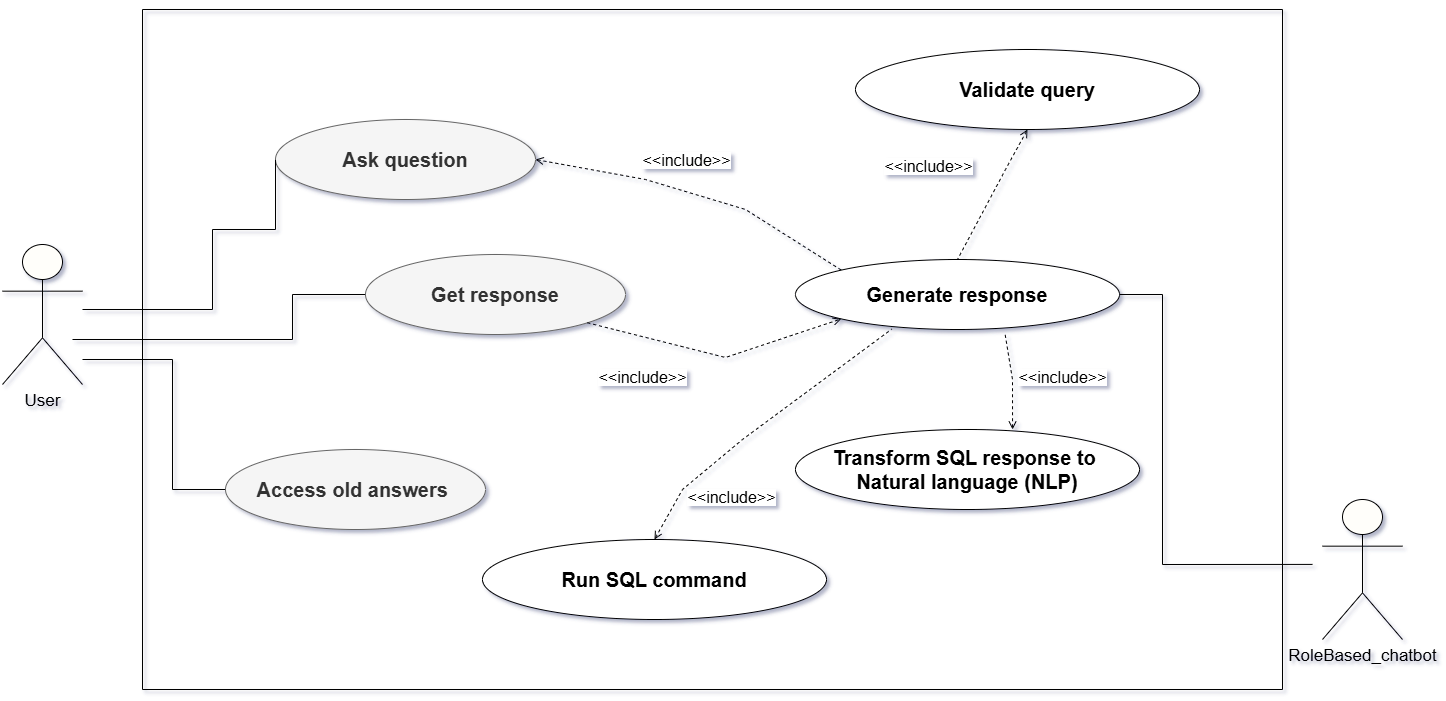 Validate query
Ask question
<<include>>
<<include>>
Get response
Generate response
<<include>>
<<include>>
User
Transform SQL response to
Natural language (NLP)
Access old answers
<<include>>
Run SQL command
RoleBased_chatbot